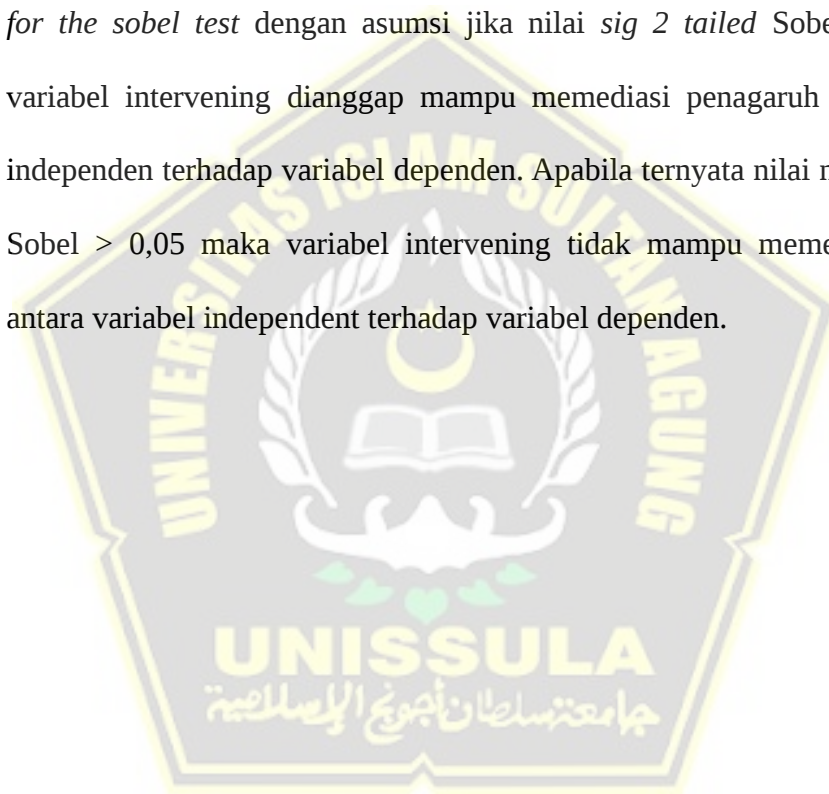 for the sobel test dengan asumsi jika nilai sig 2 tailed Sobe
variabel intervening dianggap mampu memediasi penagaruh
independen terhadap variabel dependen. Apabila ternyata nilai
Sobel > 0,05 maka variabel intervening tidak mampu meme
antara variabel independent terhadap variabel dependen.
UNIVERSITAS ISLAM SULTAN AGUNG
UNISSULA
جامعتنسلطان أجونج الإسلامية